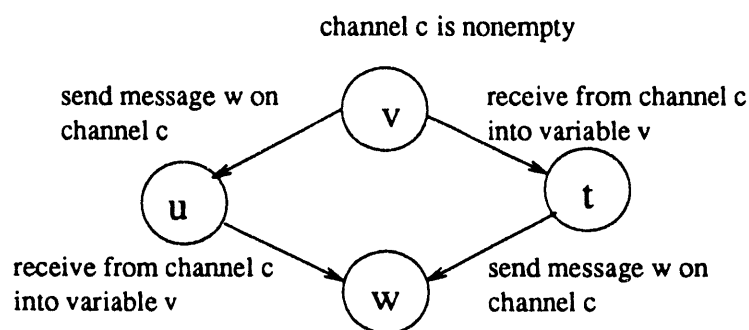 channel c is nonempty
send message w on
channel c
v
receive from channel c
into variable v
u
t
receive from channel c
into variable v
w
send message w on
channel c